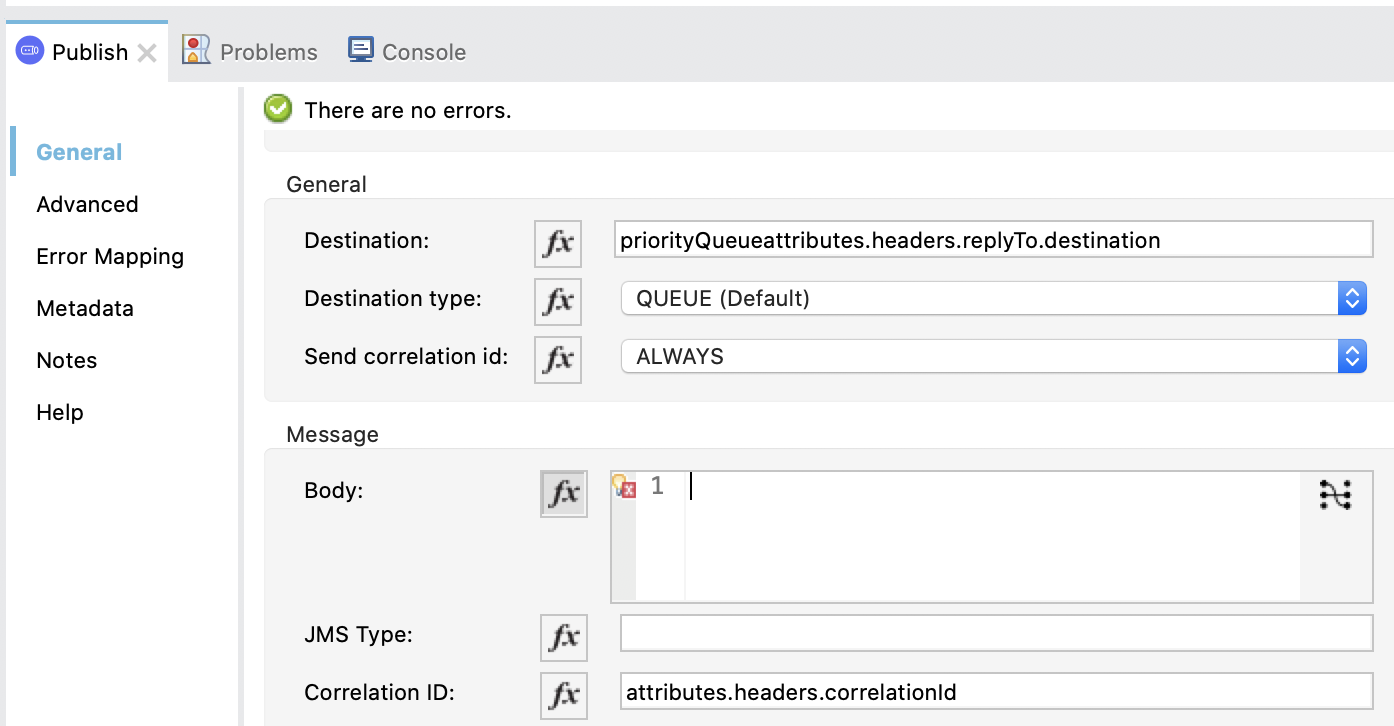 Publish Problems Console
There are no errors.
General
Advanced
Error Mapping
Metadata
Notes
Help
General
Destination: fx priorityQueueattributes.headers.replyTo.destination
Destination type: fx QUEUE (Default)
Send correlation id: fx ALWAYS
Message
Body: fx 1
JMS Type: fx
Correlation ID: fx attributes.headers.correlationId